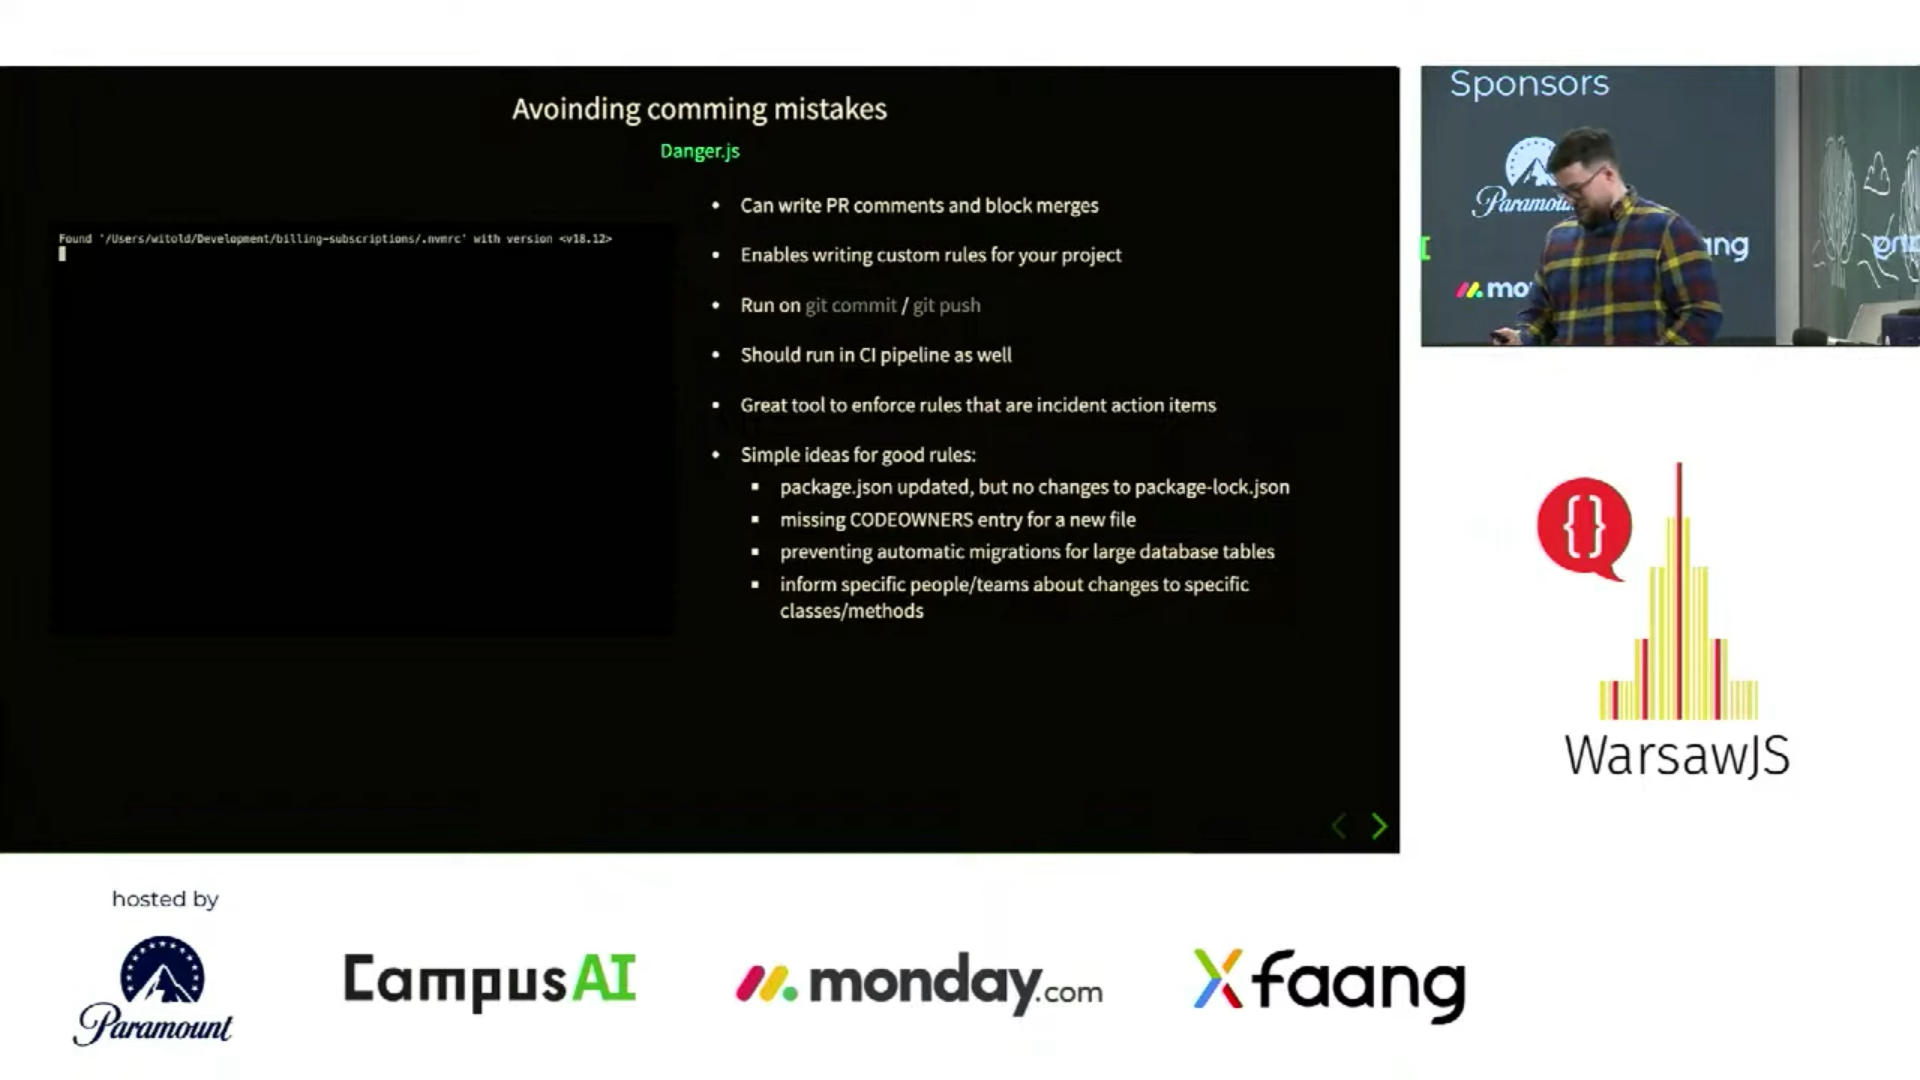 Avoinding comming mistakes
Danger.js
Found '/Users/witold/Development/billing-subscriptions/.nvmrc' with version <v18.12>
• Can write PR comments and block merges
• Enables writing custom rules for your project
• Run on git commit / git push
• Should run in CI pipeline as well
• Great tool to enforce rules that are incident action items
• Simple ideas for good rules:
▪ package.json updated, but no changes to package-lock.json
▪ missing CODEOWNERS entry for a new file
▪ preventing automatic migrations for large database tables
▪ inform specific people/teams about changes to specific
classes/methods
Sponsors
Paramou
ang
mo
{}
WarsawJS
hosted by
Paramount
CampusAI
monday.com
Xfaang